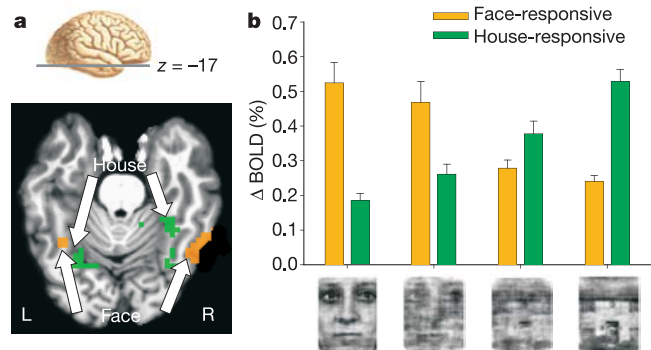 a
z = −17
House
Face
L
R
b
Face-responsive
House-responsive
Δ BOLD (%)
0.7
0.6
0.5
0.4
0.3
0.2
0.1
0.0